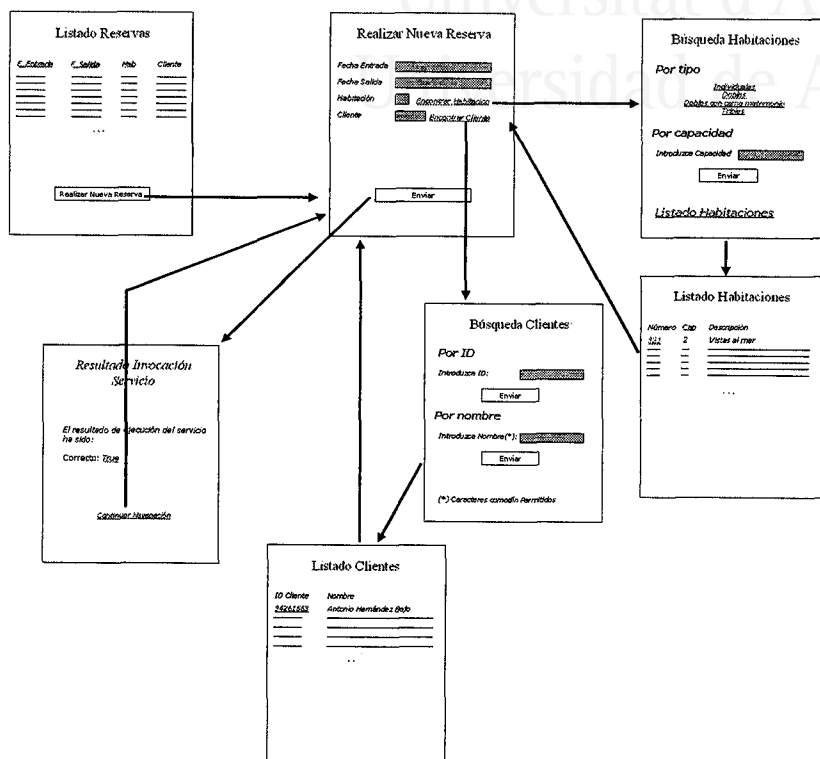 Universitat d'A
Universidad de A
Listado Reservas
F_Entrada F_Salida Hab Cliente
...
Realizar Nueva Reserva
Realizar Nueva Reserva
Fecha Entrada
Fecha Salida
Habitación Encontrar Habitacion
Cliente Encontrar Cliente
Enviar
Búsqueda Habitaciones
Por tipo
Individuales
Dobles
Dobles con cama matrimonio
Triples
Por capacidad
Introduzca Capacidad
Enviar
Listado Habitaciones
Listado Habitaciones
Número Cap Descripción
2 Vistas al mar
...
Búsqueda Clientes
Por ID
Introduzca ID:
Enviar
Por nombre
Introduzca Nombre(*):
Enviar
(*) Caracteres comodín Permitidos
Resultado Invocación
Servicio
El resultado de ejecución del servicio
ha sido:
Correcto: True
Continuar Navegación
Listado Clientes
ID Cliente Nombre
Antonio Hernández Bajo
..